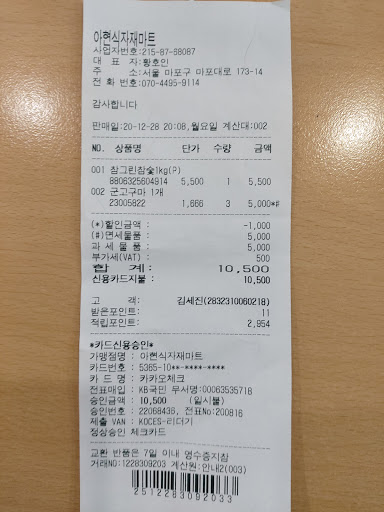 아현식자재마트
사업자번호:215-87-68087
대 표 자:황호인
주 소:서울 마포구 마포대로 173-14
전 화 번호:070-4495-9114
감사합니다
판매일:20-12-28 20:08,월요일 계산대:002
NO. 상품명 단가 수량 금액
001 참그린참숯1kg(P)
8806325604914 5,500 1 5,500
002 군고구마 1개
23005822 1,666 3 5,000*#
(*)할인금액 : -1,000
(#)면세물품 : 5,000
과 세 물 품 : 5,000
부가세(VAT) : 500
합 계: 10,500
신용카드지불 : 10,500
고 객: 김세진(2832310060218)
받은포인트: 11
적립포인트: 2,954
*카드신용승인*
가맹점명 : 아현식자재마트
카드번호 : 5365-10**-****-****
카 드 명 : 카카오체크
전표매입 : KB국민 무서명:00063535718
승인금액 : 10,500 (일시불)
승인번호 : 22068436, 전표No:200816
제출 VAN : KOCES-리더기
정상승인 체크카드
교환 반품은 7일 이내 영수증지참
거래NO:1228309203 계산원:안내2(003)
2512283092033